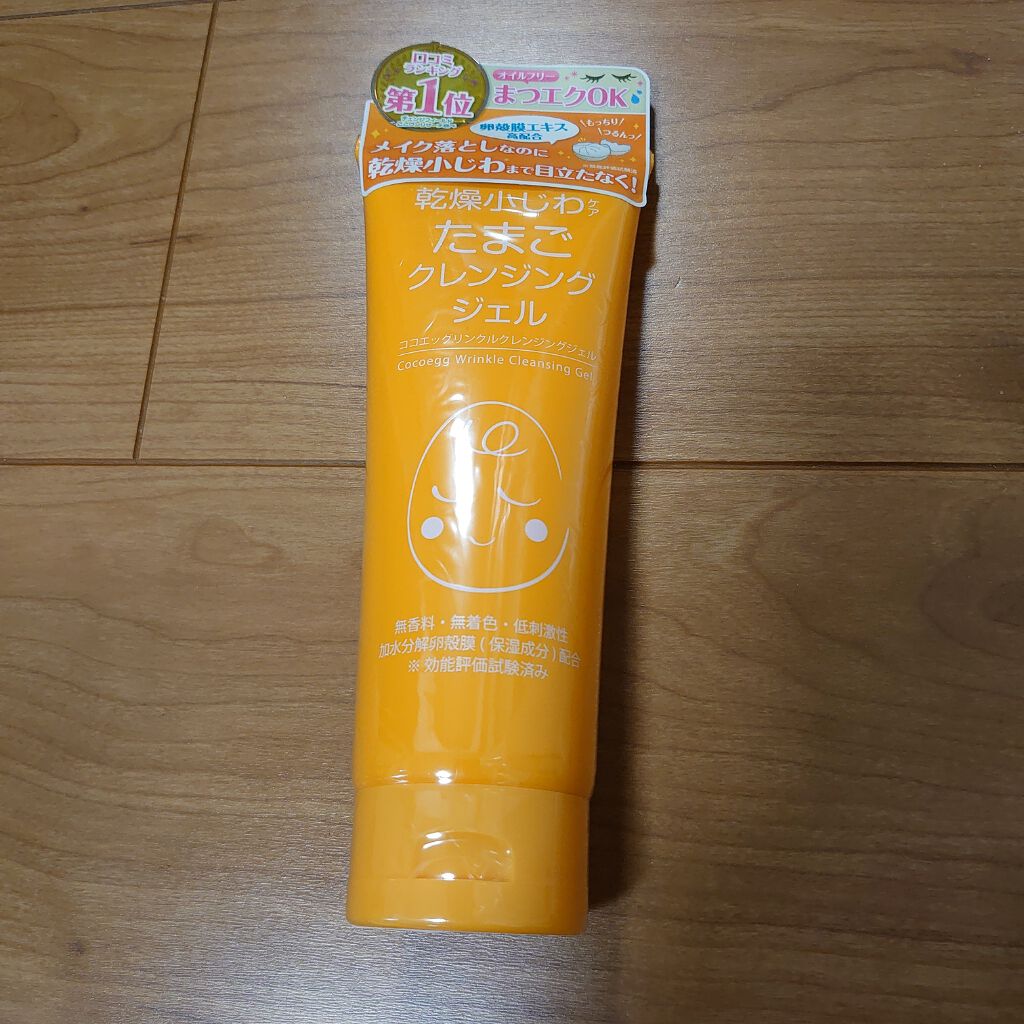 口コミ
ランキング
第1位
オイルフリー
まつエクOK
卵殻膜エキス
高配合
もっちり
つるんっ
メイク落としなのに
乾燥小じわまで目立たなく!
乾燥小じわケア
たまご
クレンジング
ジェル
ココエッグリンクルクレンジングジェル
Cocoegg Wrinkle Cleansing Gel
無香料・無着色・低刺激性
加水分解卵殻膜(保湿成分)配合
※効能評価試験済み